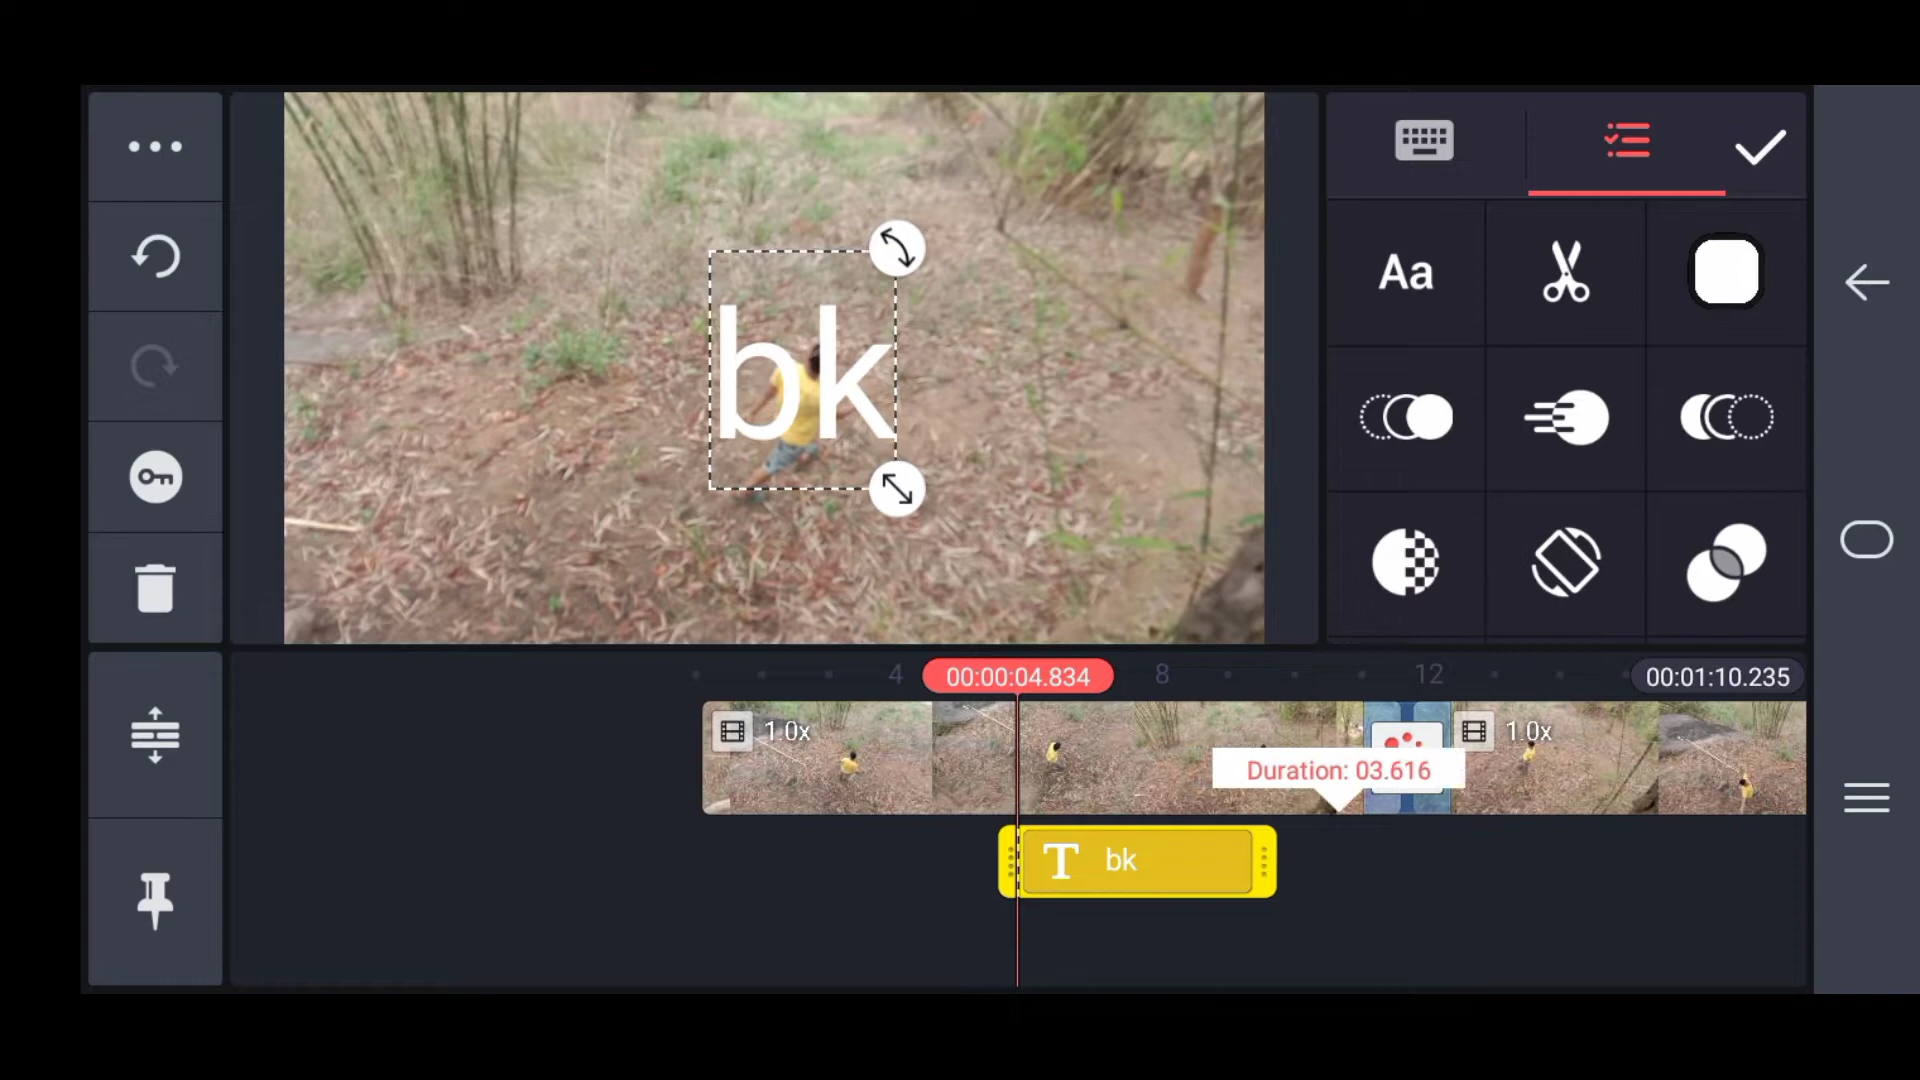 bk
Aa
4
00:00:04.834
8
12
00:01:10.235
1.0x
1.0x
Duration: 03.616
T bk